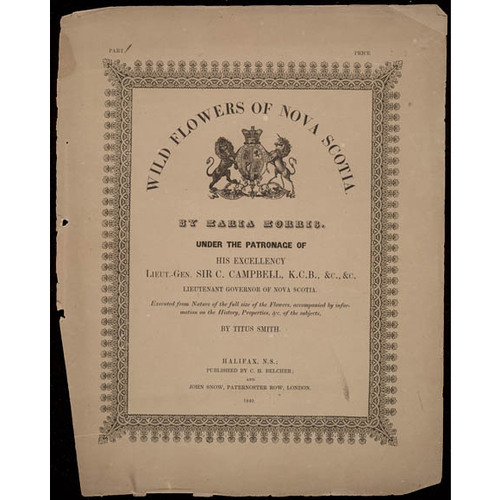 PART 1
PRICE
WILD FLOWERS OF NOVA SCOTIA.
BY MARIA MORRIS.
UNDER THE PATRONAGE OF
HIS EXCELLENCY
LIEUT.-GEN. SIR C. CAMPBELL, K.C.B., &C., &C.
LIEUTENANT GOVERNOR OF NOVA SCOTIA.
Executed from Nature of the full size of the Flowers, accompanied by infor-
mation on the History, Properties, &c. of the subjects,
BY TITUS SMITH.
HALIFAX, N.S.;
PUBLISHED BY C. H. BELCHER;
AND
JOHN SNOW, PATERNOSTER ROW, LONDON.
1840.